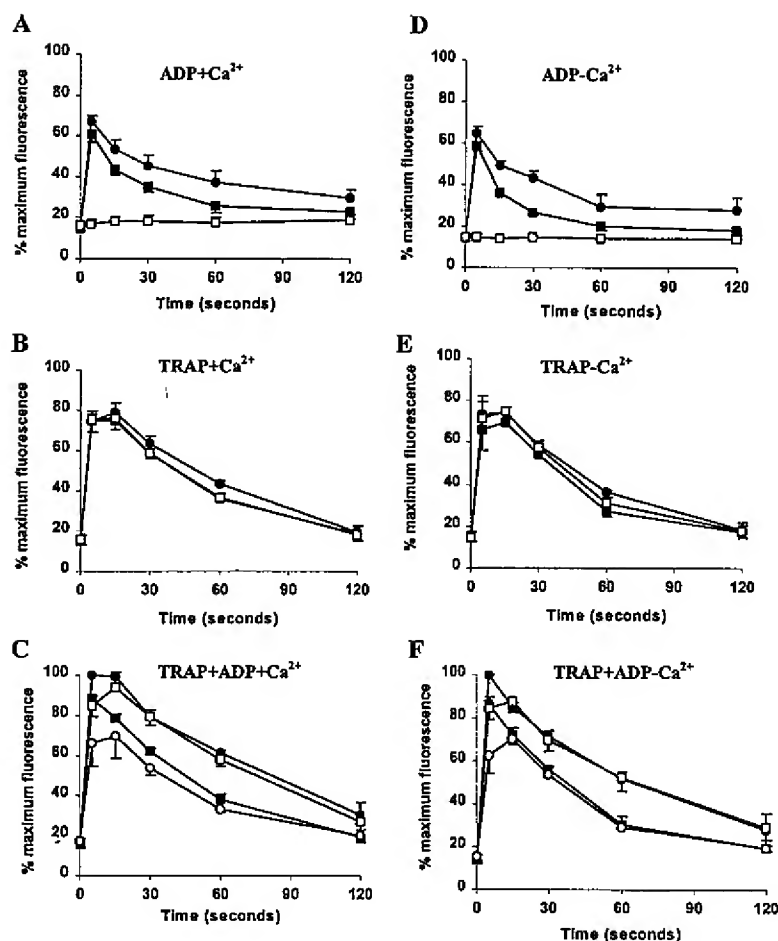 A
ADP+Ca²⁺
% maximum fluorescence
100
80
60
40
20
0
0 30 60 90 120
Time (seconds)
D
ADP-Ca²⁺
% maximum fluorescence
100
80
60
40
20
0
0 30 60 90 120
Time (seconds)
B
TRAP+Ca²⁺
% maximum fluorescence
100
80
60
40
20
0
0 30 60 90 120
Time (seconds)
E
TRAP-Ca²⁺
% maximum fluorescence
100
80
60
40
20
0
0 30 60 90 120
Time (seconds)
C
TRAP+ADP+Ca²⁺
% maximum fluorescence
100
80
60
40
20
0
0 30 60 90 120
Time (seconds)
F
TRAP+ADP-Ca²⁺
% maximum fluorescence
100
80
60
40
20
0
0 30 60 90 120
Time (seconds)